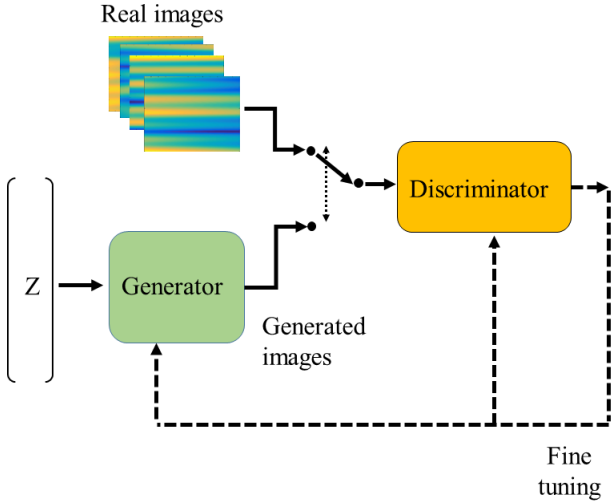 Real images
Discriminator
Z
Generator
Generated
images
Fine
tuning